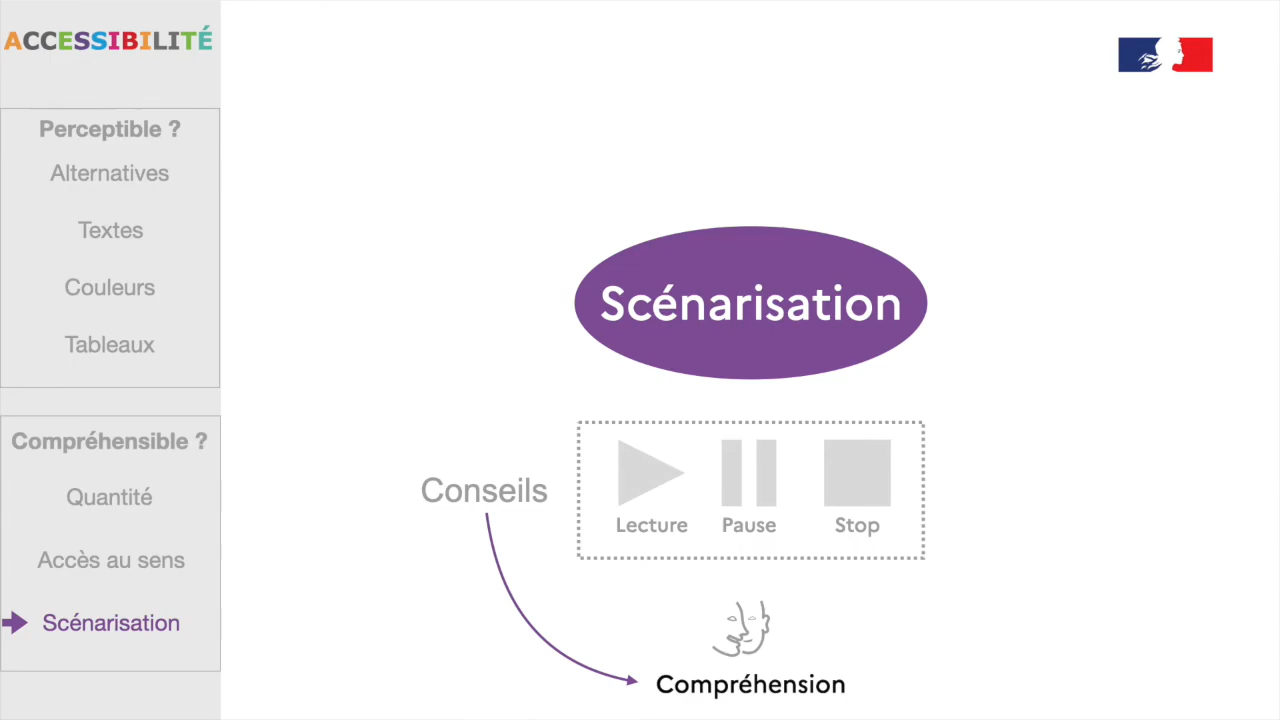 ACCESSIBILITÉ
Perceptible ?
Alternatives
Textes
Couleurs
Tableaux
Compréhensible ?
Quantité
Accès au sens
Scénarisation
Scénarisation
Conseils
Lecture
Pause
Stop
Compréhension